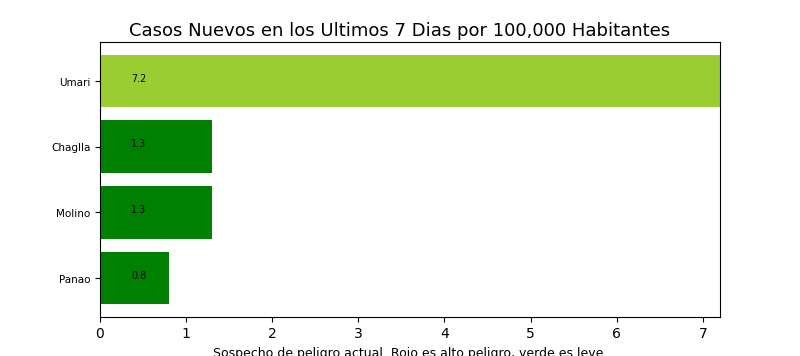 Casos Nuevos en los Ultimos 7 Dias por 100,000 Habitantes
Umari 7.2
Chaglla 1.3
Molino 1.3
Panao 0.8
0 1 2 3 4 5 6 7
Sospecho de peligro actual. Rojo es alto peligro, verde es leve